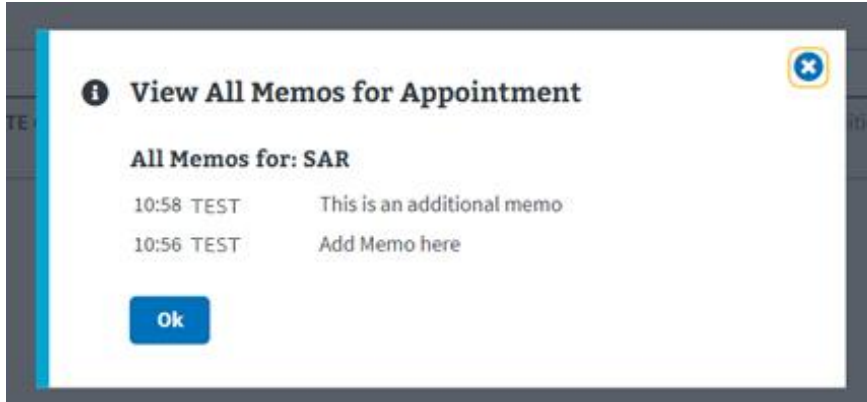 View All Memos for Appointment
All Memos for: SAR
10:58 TEST This is an additional memo
10:56 TEST Add Memo here
Ok